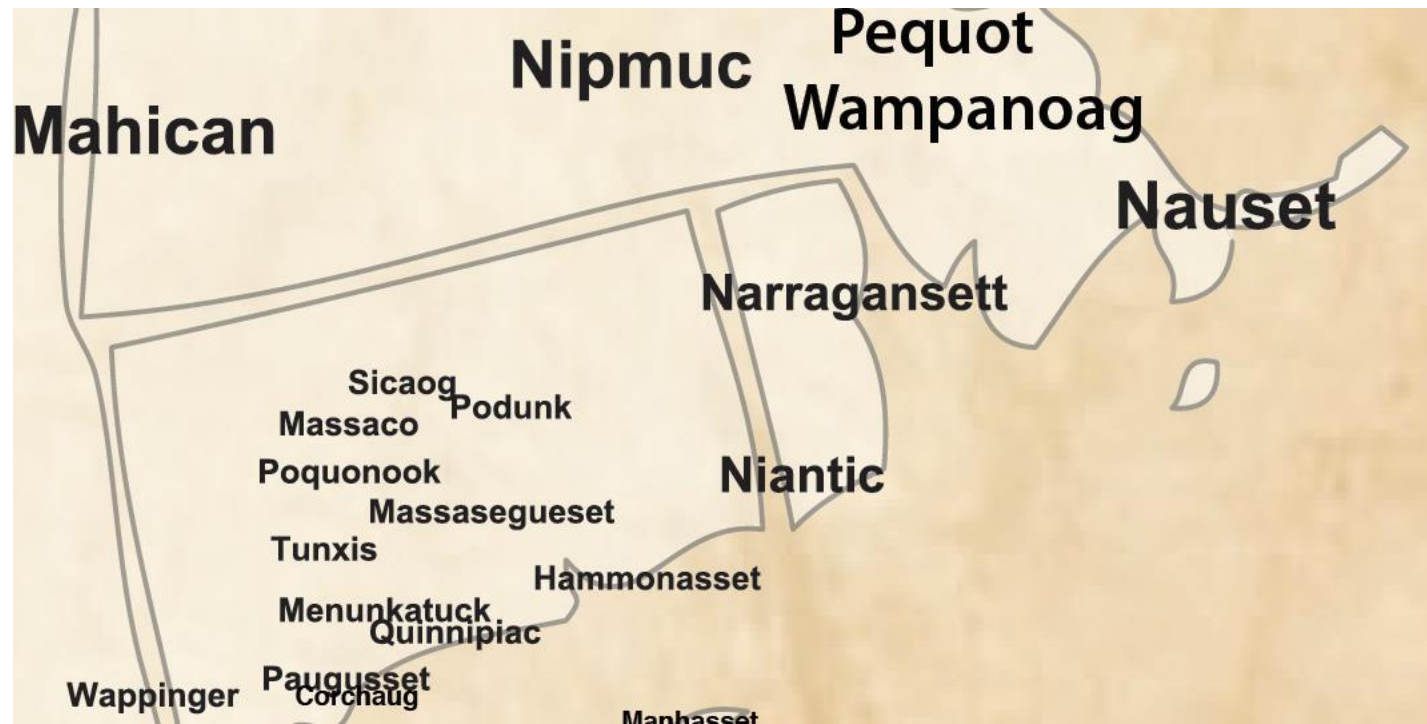 Pequot
Nipmuc
Wampanoag
Mahican
Nauset
Narragansett
Sicaog
Podunk
Massaco
Poquonook
Niantic
Massasegueset
Tunxis
Hammonasset
Menunkatuck
Quinnipiac
Paugusset
Wappinger
Corchaug
Manhasset